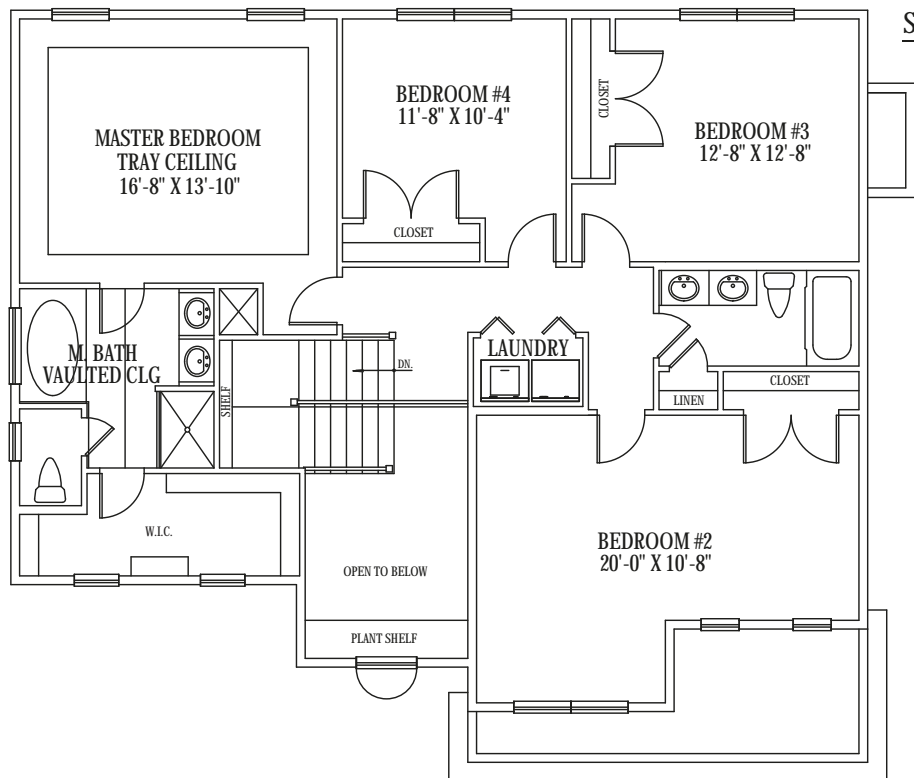 S
MASTER BEDROOM
TRAY CEILING
16'-8" X 13'-10"
BEDROOM #4
11'-8" X 10'-4"
CLOSET
CLOSET
BEDROOM #3
12'-8" X 12'-8"
M. BATH
VAULTED CLG
SHELF
DN.
LAUNDRY
LINEN
CLOSET
W.I.C.
OPEN TO BELOW
PLANT SHELF
BEDROOM #2
20'-0" X 10'-8"